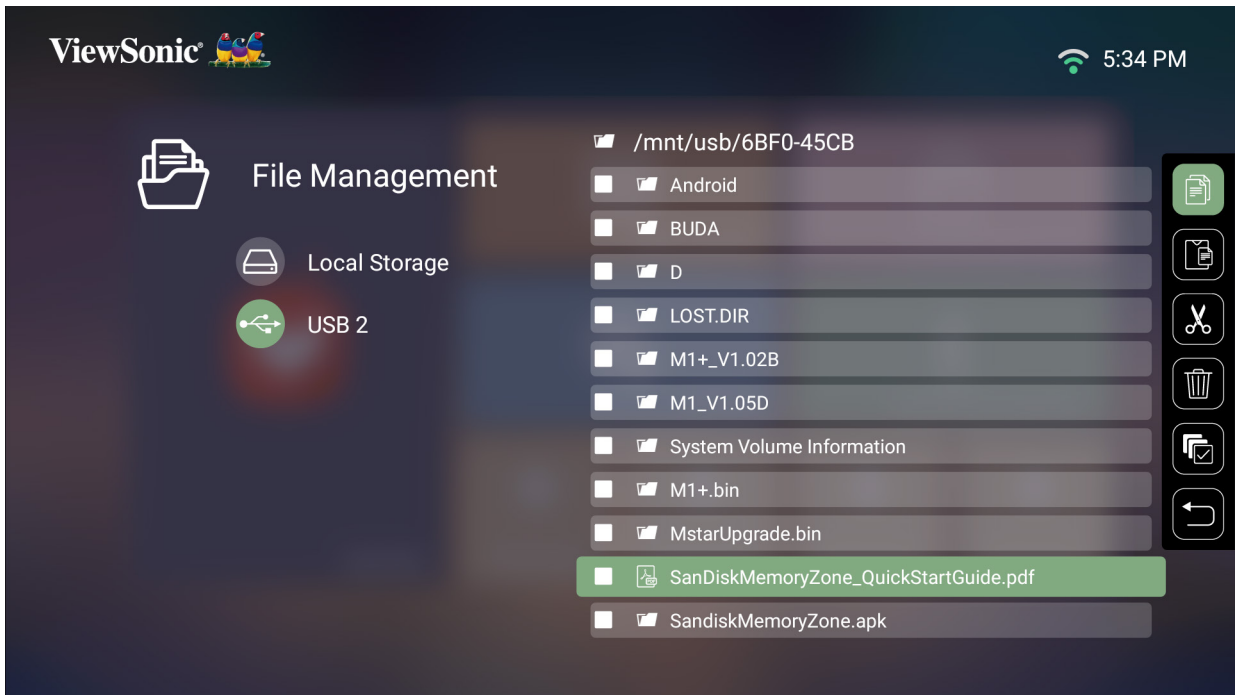 ViewSonic®
5:34 PM
File Management
Local Storage
USB 2
/mnt/usb/6BF0-45CB
Android
BUDA
D
LOST.DIR
M1+_V1.02B
M1_V1.05D
System Volume Information
M1+.bin
MstarUpgrade.bin
SanDiskMemoryZone_QuickStartGuide.pdf
SandiskMemoryZone.apk